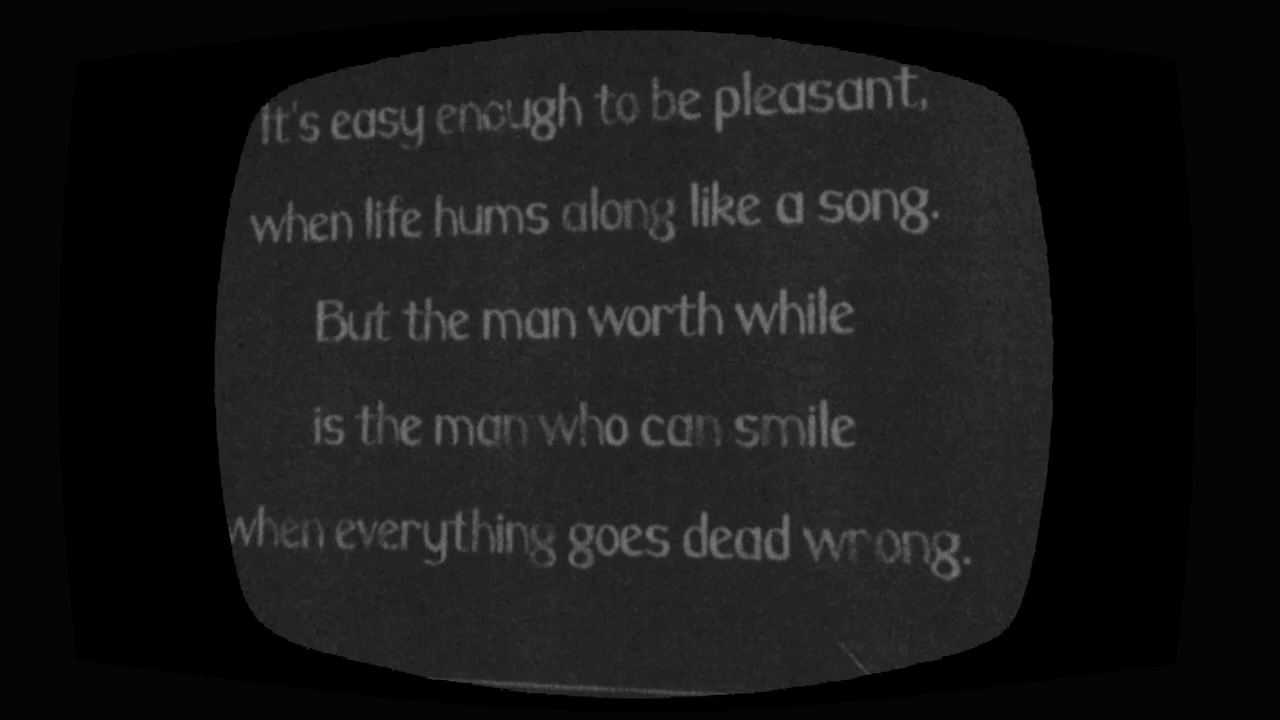 It's easy enough to be pleasant,
when life hums along like a song.
But the man worth while
is the man who can smile
when everything goes dead wrong.